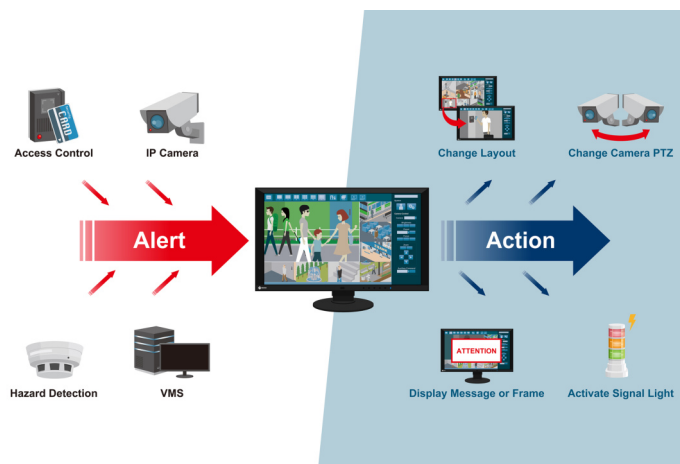 Access Control
IP Camera
Change Layout
Change Camera PTZ
CARD
Alert
Action
ATTENTION
Hazard Detection
VMS
Display Message or Frame
Activate Signal Light